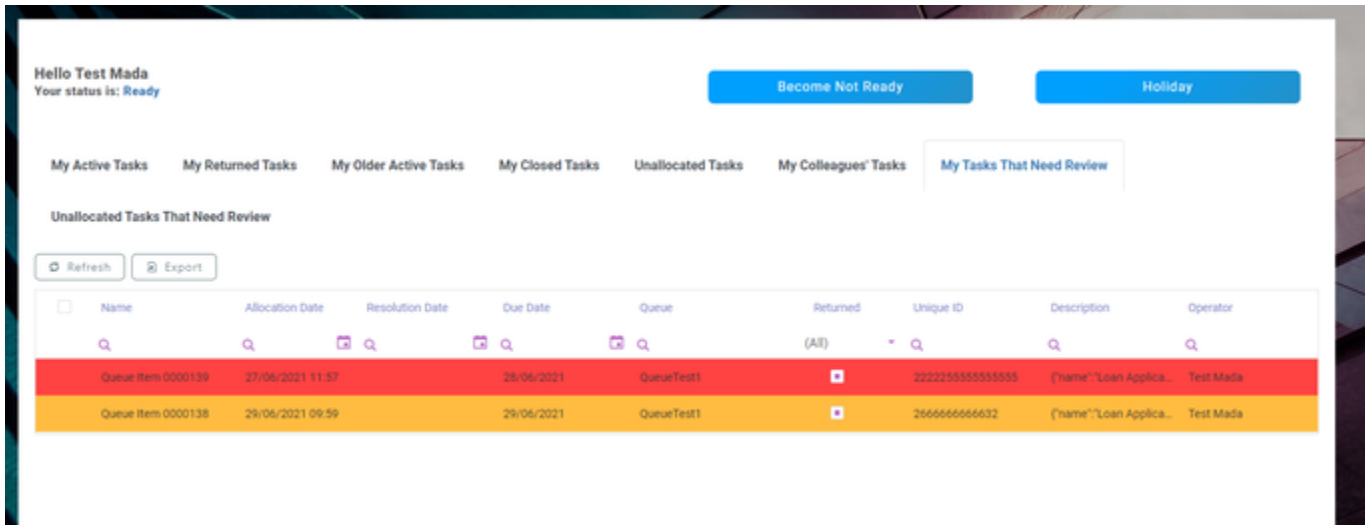 Hello Test Mada
Your status is: Ready
Become Not Ready
Holiday
My Active Tasks My Returned Tasks My Older Active Tasks My Closed Tasks Unallocated Tasks My Colleagues' Tasks My Tasks That Need Review
Unallocated Tasks That Need Review
Refresh Export
Name Allocation Date Resolution Date Due Date Queue Returned Unique ID Description Operator
(All)
Queue Item 0000139 27/06/2021 11:57 28/06/2021 QueueTest1 2222255555555555 {"name":"Loan Applica... Test Mada
Queue Item 0000138 29/06/2021 09:59 29/06/2021 QueueTest1 2666666666632 {"name":"Loan Applica... Test Mada